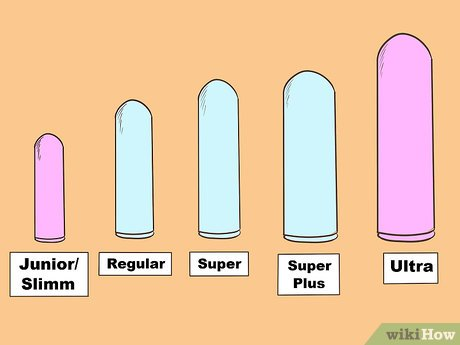 Junior/
Slimm
Regular
Super
Super
Plus
Ultra
wikiHow